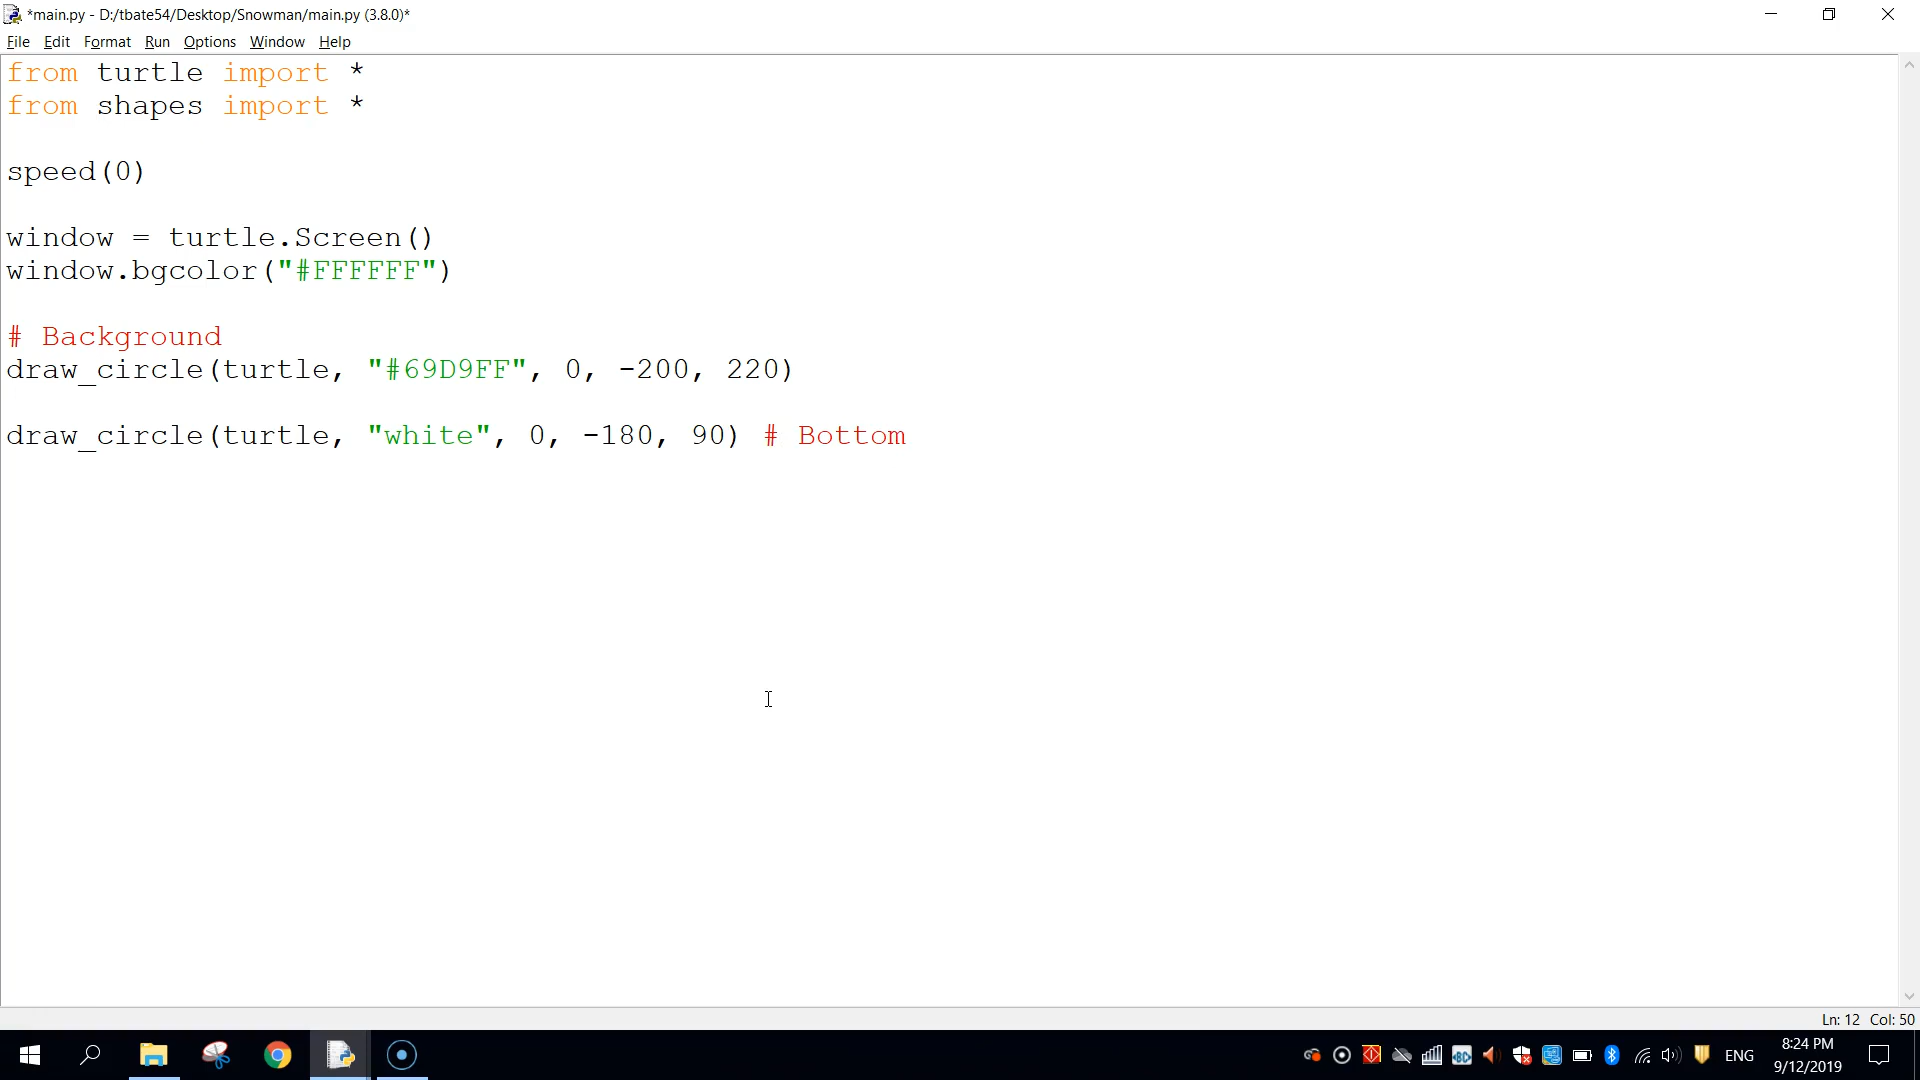 *main.py - D:/tbate54/Desktop/Snowman/main.py (3.8.0)*
File Edit Format Run Options Window Help
from turtle import *
from shapes import *
speed(0)
window = turtle.Screen()
window.bgcolor("#FFFFFF")
# Background
draw_circle(turtle, "#69D9FF", 0, -200, 220)
draw_circle(turtle, "white", 0, -180, 90) # Bottom
Ln: 12 Col: 50
ENG
8:24 PM
9/12/2019